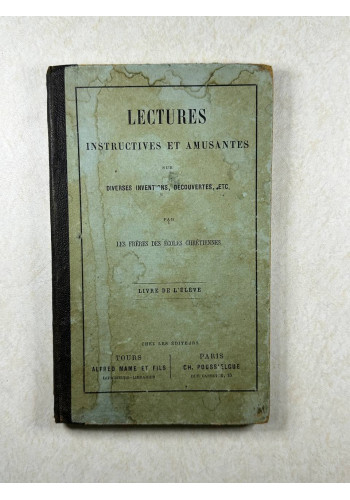 LECTURES
INSTRUCTIVES ET AMUSANTES
SUR
DIVERSES INVENTIONS, DÉCOUVERTES, ETC.
PAR
LES FRÈRES DES ÉCOLES CHRÉTIENNES
LIVRE DE L'ÉLÈVE
CHEZ LES ÉDITEURS
TOURS
ALFRED MAME ET FILS
PARIS
CH. POUSSIELGUE